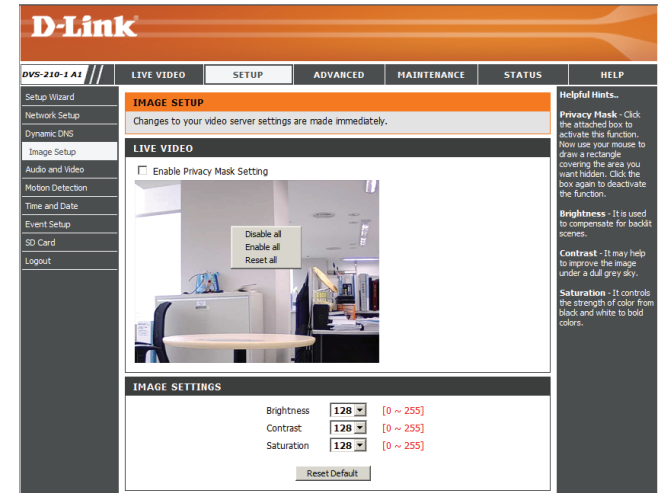 D-Link
DVS-210-1 A1 // LIVE VIDEO SETUP ADVANCED MAINTENANCE STATUS HELP
Setup Wizard
Network Setup
Dynamic DNS
Image Setup
Audio and Video
Motion Detection
Time and Date
Event Setup
SD Card
Logout
IMAGE SETUP
Changes to your video server settings are made immediately.
LIVE VIDEO
Enable Privacy Mask Setting
Disable all
Enable all
Reset all
IMAGE SETTINGS
Brightness 128 [0 ~ 255]
Contrast 128 [0 ~ 255]
Saturation 128 [0 ~ 255]
Reset Default
Helpful Hints..
Privacy Mask - Click
the attached box to
activate this function.
Now use your mouse to
draw a rectangle
covering the area you
want hidden. Click the
box again to deactivate
the function.
Brightness - It is used
to compensate for backlit
scenes.
Contrast - It may help
to improve the image
under a dull grey sky.
Saturation - It controls
the strength of color from
black and white to bold
colors.